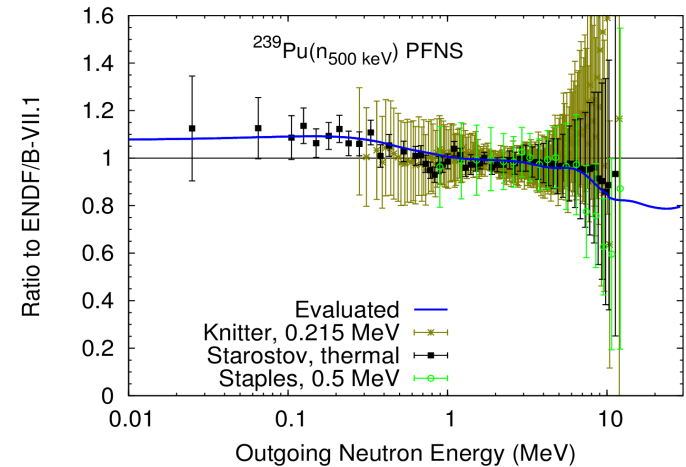 1.6
1.4
1.2
1
0.8
0.6
0.4
0.2
0
Ratio to ENDF/B-VII.1
²³⁹Pu(n₅₀₀ ₖₑV) PFNS
Evaluated
Knitter, 0.215 MeV
Starostov, thermal
Staples, 0.5 MeV
0.01 0.1 1 10
Outgoing Neutron Energy (MeV)